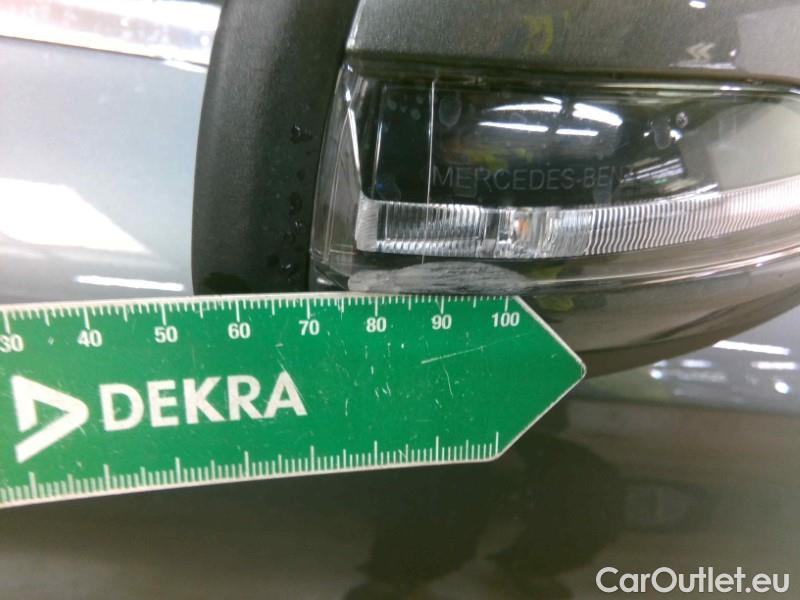 MERCEDES-BEN
30 40 50 60 70 80 90 100
DEKRA
CarOutlet.eu